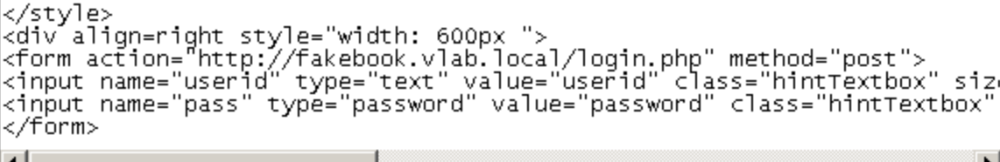 </style>
<div align=right style="width: 600px ">
<form action="http://fakebook.vlab.local/login.php" method="post">
<input name="userid" type="text" value="userid" class="hintTextbox" siz
<input name="pass" type="password" value="password" class="hintTextbox"
</form>